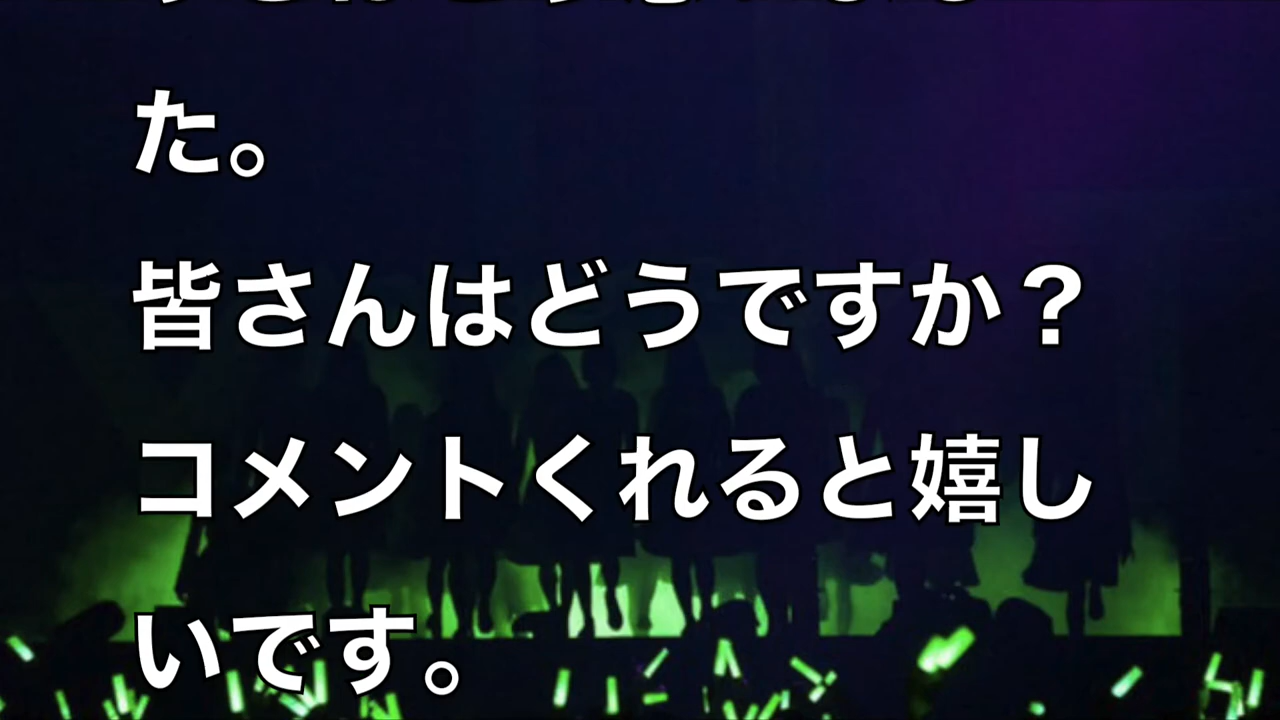 た。
皆さんはどうですか？
コメントくれると嬉し
いです。